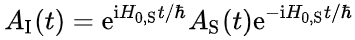 A_I(t) = e^{iH_{0,S}t/ħ} A_S(t) e^{−iH_{0,S}t/ħ}